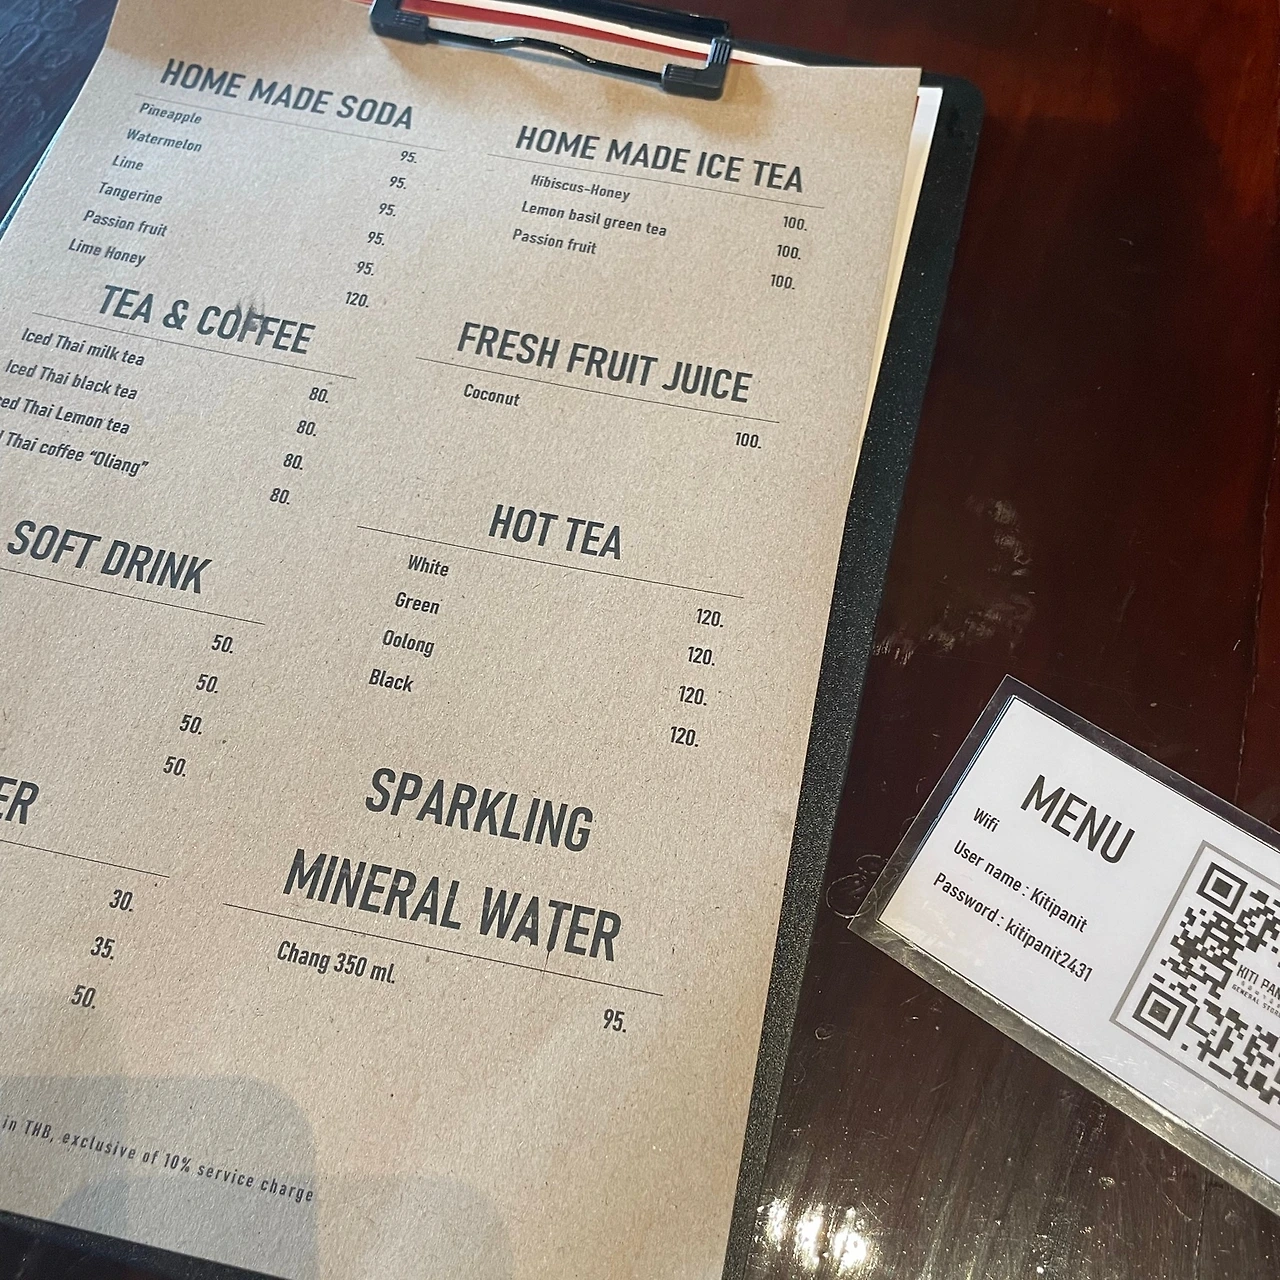 HOME MADE SODA
Pineapple 95.
Watermelon 95.
Lime 95.
Tangerine 95.
Passion fruit 95.
Lime Honey 120.
HOME MADE ICE TEA
Hibiscus-Honey 100.
Lemon basil green tea 100.
Passion fruit 100.
TEA & COFFEE
Iced Thai milk tea 80.
Iced Thai black tea 80.
ced Thai Lemon tea 80.
Thai coffee “Oliang” 80.
FRESH FRUIT JUICE
Coconut 100.
SOFT DRINK
50.
50.
50.
50.
HOT TEA
White 120.
Green 120.
Oolong 120.
Black 120.
ER
30.
35.
50.
SPARKLING
MINERAL WATER
Chang 350 ml. 95.
in THB, exclusive of 10% service charge
MENU
Wifi
User name : Kitipanit
Password : kitipanit2431
KITI PAN
GENERAL STORE